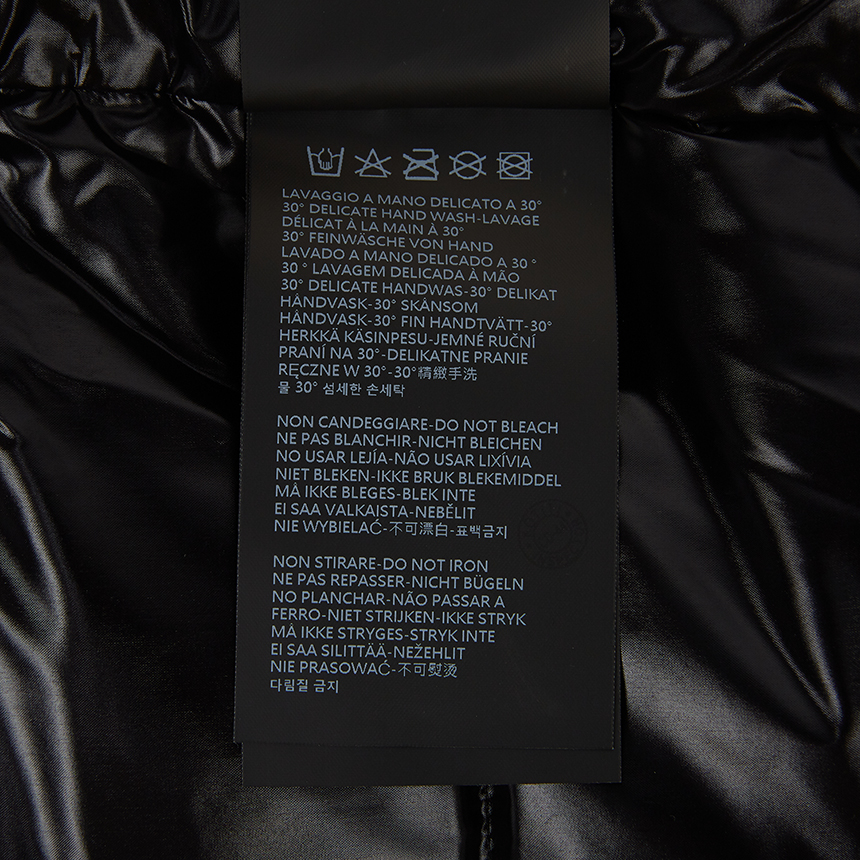 LAVAGGIO A MANO DELICATO A 30°
30° DELICATE HAND WASH-LAVAGE
DÉLICAT À LA MAIN À 30°
30° FEINWÄSCHE VON HAND
LAVADO A MANO DELICADO A 30°
30° LAVAGEM DELICADA À MÃO
30° DELICATE HANDWAS-30° DELIKAT
HÅNDVASK-30° SKÅNSOM
HÅNDVASK-30° FIN HANDTVÄTT-30°
HERKKÄ KÄSINPESU-JEMNÉ RUČNÍ
PRANÍ NA 30°-DELIKATNE PRANIE
RĘCZNE W 30°-30°精緻手洗
물 30° 섬세한 손세탁
NON CANDEGGIARE-DO NOT BLEACH
NE PAS BLANCHIR-NICHT BLEICHEN
NO USAR LEJÍA-NÃO USAR LIXÍVIA
NIET BLEKEN-IKKE BRUK BLEKEMIDDEL
MÅ IKKE BLEGES-BLEK INTE
EI SAA VALKAISTA-NEBĚLIT
NIE WYBIELAĆ-不可漂白-표백금지
NON STIRARE-DO NOT IRON
NE PAS REPASSER-NICHT BÜGELN
NO PLANCHAR-NÃO PASSAR A
FERRO-NIET STRIJKEN-IKKE STRYK
MÅ IKKE STRYGES-STRYK INTE
EI SAA SILITTÄÄ-NEŽEHLIT
NIE PRASOWAĆ-不可熨烫
다림질 금지